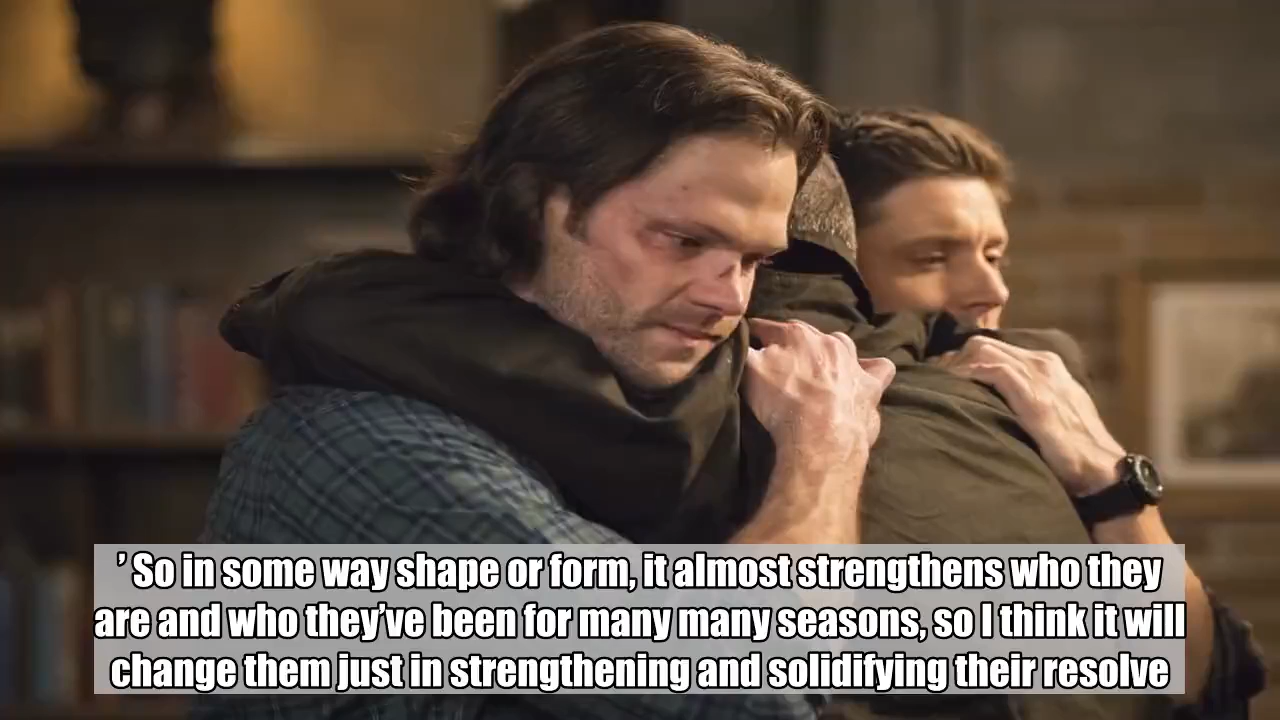 ’ So in some way shape or form, it almost strengthens who they
are and who they’ve been for many many seasons, so I think it will
change them just in strengthening and solidifying their resolve